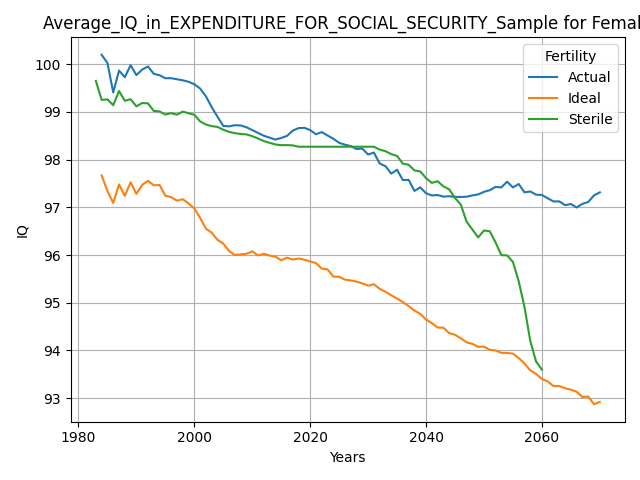 Average_IQ_in_EXPENDITURE_FOR_SOCIAL_SECURITY_Sample for Femal
Fertility
Actual
Ideal
Sterile
IQ
100
99
98
97
96
95
94
93
1980 2000 2020 2040 2060
Years